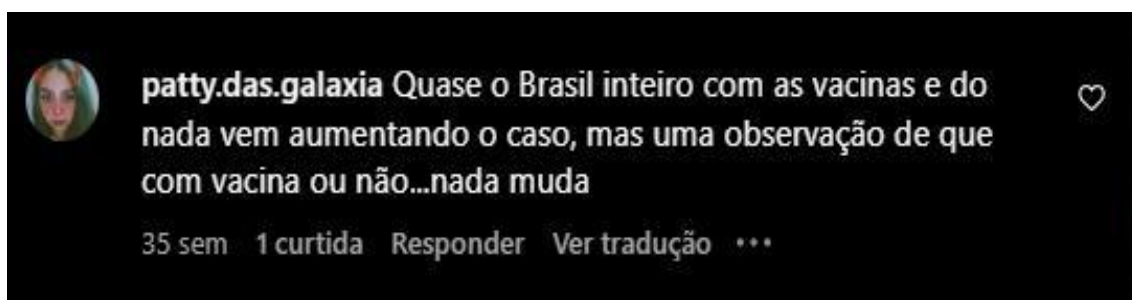 patty.das.galaxia Quase o Brasil inteiro com as vacinas e do
nada vem aumentando o caso, mas uma observação de que
com vacina ou não...nada muda
35 sem 1 curtida Responder Ver tradução •••